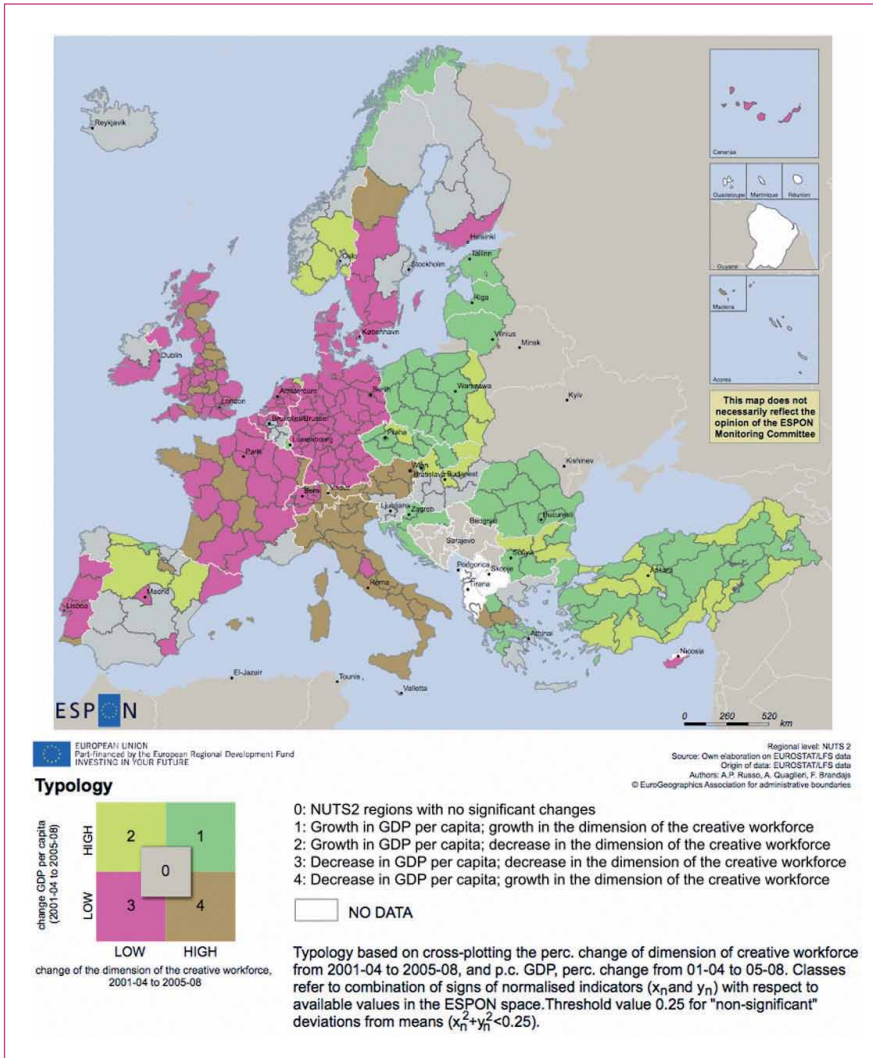 Reykjavik
Canarias
Guadeloupe
Martinique
Réunion
Guyane
Madeira
Acores
This map does not
necessarily reflect the
opinion of the ESPON
Monitoring Committee
Oslo
Helsinki
Tallinn
Stockholm
Riga
København
Vilnius
Minsk
Dublin
London
Amsterdam
Berlin
Warszawa
Kyiv
Bruxelles/Brussel
Luxembourg
Praha
Paris
Wien
Bratislava
Budapest
Kishinev
Bern
Vaduz
Ljubljana
Zagreb
Beograd
Bucuresti
Sarajevo
Sofiya
Podgorica
Skopje
Tirana
Ankara
Roma
Madrid
Lisboa
Athinai
Nicosia
El-Jazair
Tounis
Valletta
ESPON
0 260 520
km
EUROPEAN UNION
Part-financed by the European Regional Development Fund
INVESTING IN YOUR FUTURE
Regional level: NUTS 2
Source: Own elaboration on EUROSTAT/LFS data
Origin of data: EUROSTAT/LFS data
Authors: A.P. Russo, A. Quaglieri, F. Brandajs
© EuroGeographics Association for administrative boundaries
Typology
change GDP per capita
(2001-04 to 2005-08)
HIGH
LOW
2
1
0
3
4
LOW
HIGH
change of the dimension of the creative workforce,
2001-04 to 2005-08
0: NUTS2 regions with no significant changes
1: Growth in GDP per capita; growth in the dimension of the creative workforce
2: Growth in GDP per capita; decrease in the dimension of the creative workforce
3: Decrease in GDP per capita; decrease in the dimension of the creative workforce
4: Decrease in GDP per capita; growth in the dimension of the creative workforce
NO DATA
Typology based on cross-plotting the perc. change of dimension of creative workforce
from 2001-04 to 2005-08, and p.c. GDP, perc. change from 01-04 to 05-08. Classes
refer to combination of signs of normalised indicators (xₙand yₙ) with respect to
available values in the ESPON space.Threshold value 0.25 for "non-significant"
deviations from means (xₙ²+yₙ²<0.25).